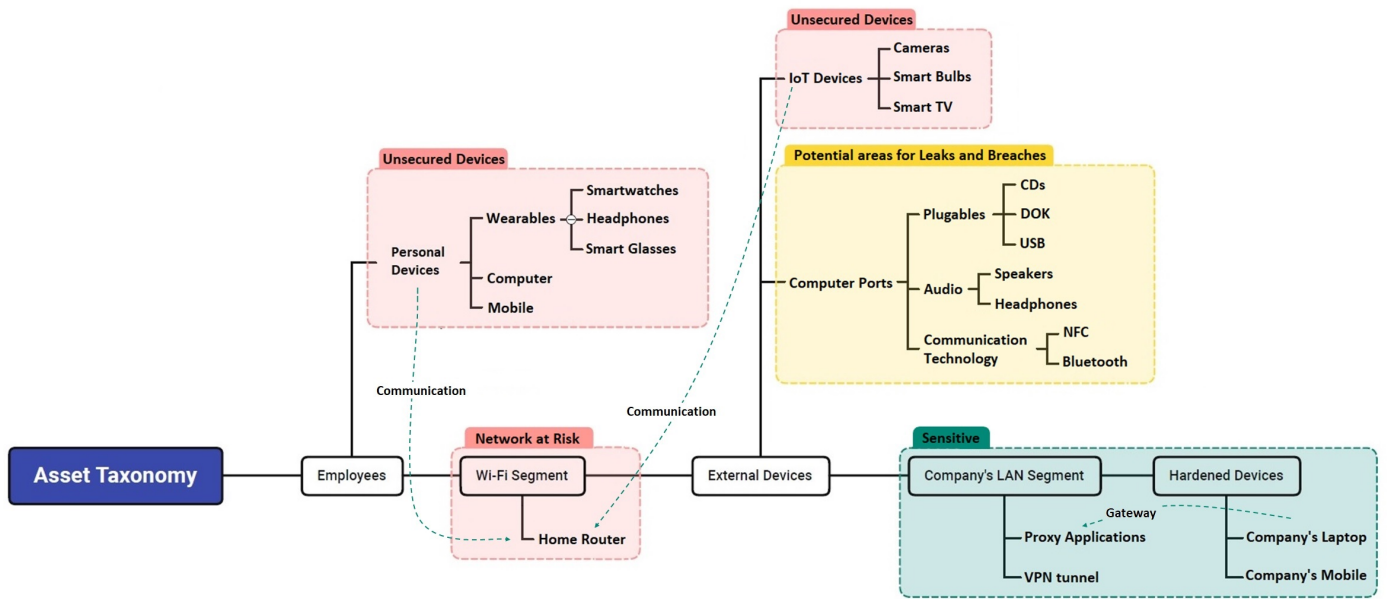 Unsecured Devices
IoT Devices
Cameras
Smart Bulbs
Smart TV
Unsecured Devices
Personal
Devices
Wearables
Smartwatches
Headphones
Smart Glasses
Computer
Mobile
Potential areas for Leaks and Breaches
Computer Ports
Plugables
CDs
DOK
USB
Audio
Speakers
Headphones
Communication
Technology
NFC
Bluetooth
Communication
Communication
Asset Taxonomy
Employees
Network at Risk
Wi-Fi Segment
Home Router
External Devices
Sensitive
Company's LAN Segment
Hardened Devices
Gateway
Proxy Applications
VPN tunnel
Company's Laptop
Company's Mobile